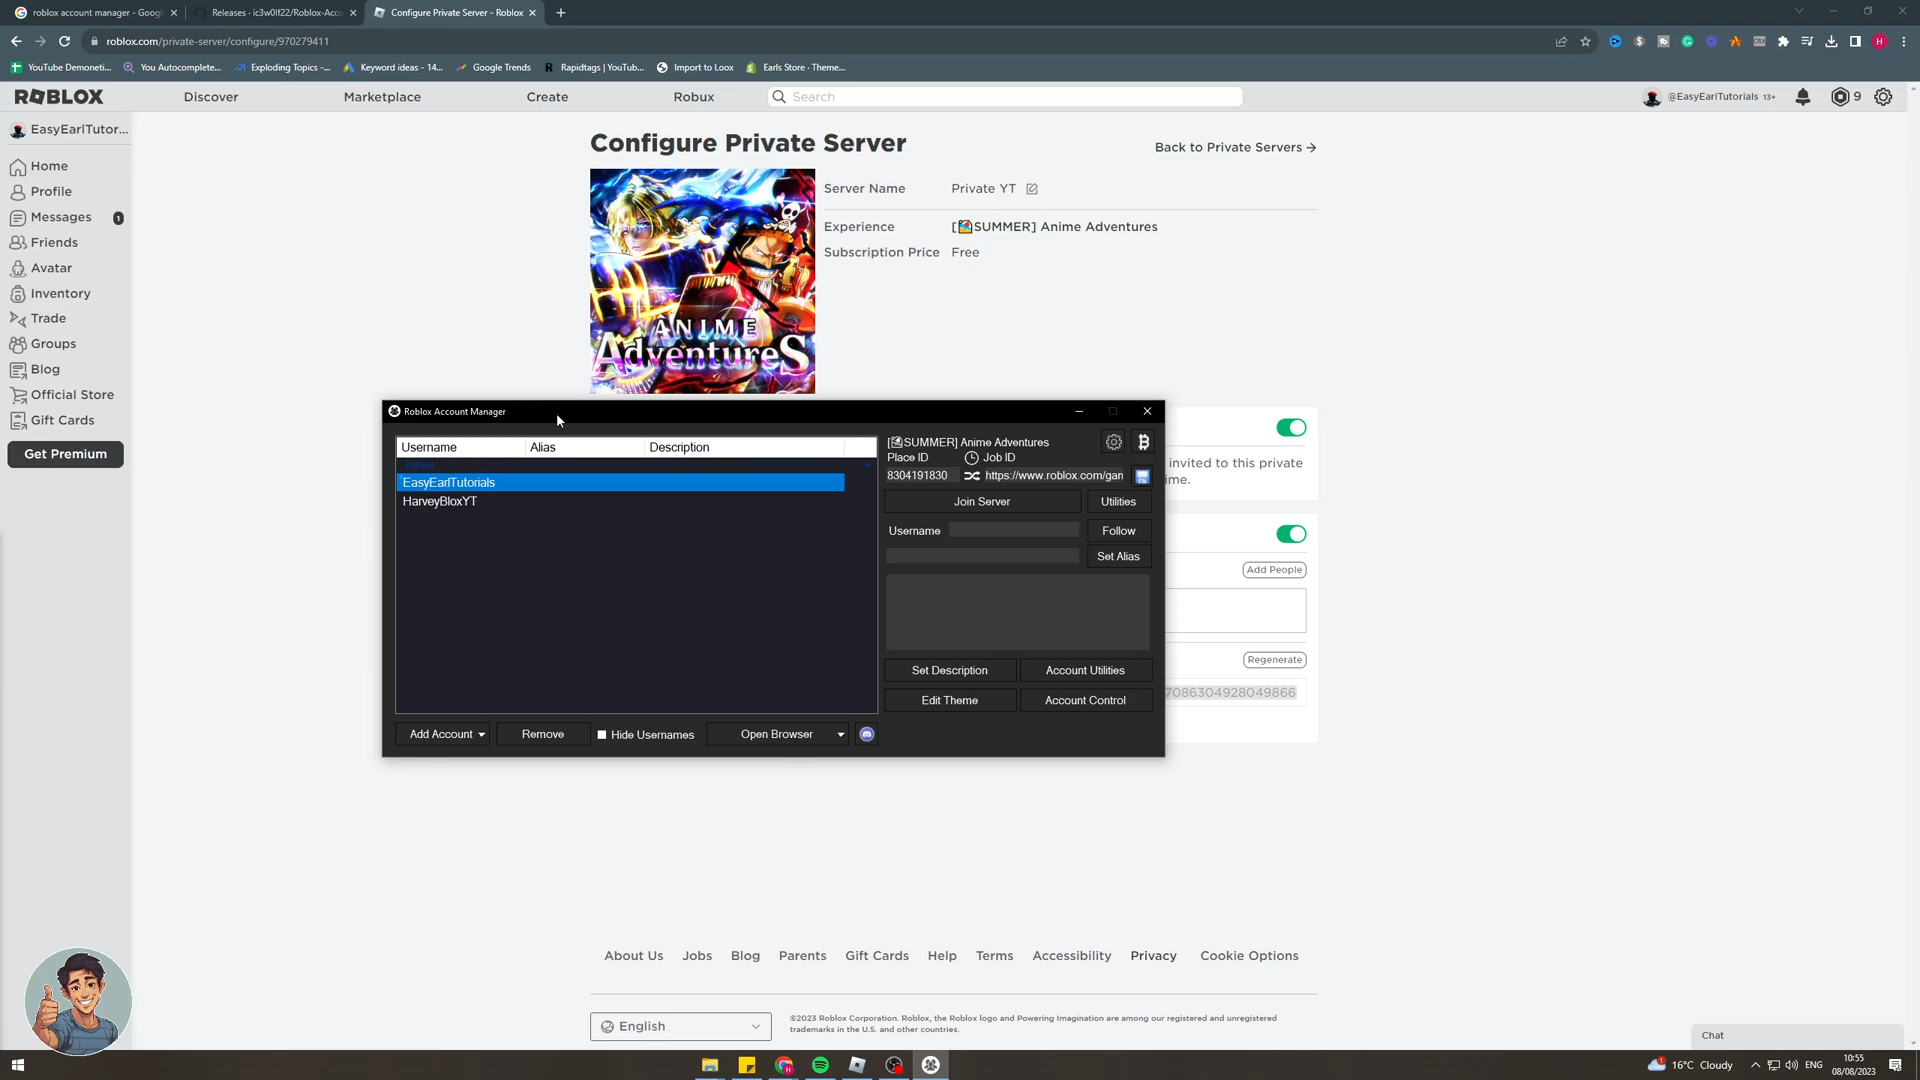 roblox account manager - Googl
Releases · ic3w0lf22/Roblox-Acco
Configure Private Server - Roblox
roblox.com/private-server/configure/970279411
YouTube Demoneti...
You Autocomplete...
Exploding Topics -...
Keyword ideas - 14...
Google Trends
Rapidtags | YouTub...
Import to Loox
Earls Store · Theme...
ROBLOX
Discover
Marketplace
Create
Robux
Search
@EasyEarlTutorials 13+
9
EasyEarlTutor...
Home
Profile
Messages
1
Friends
Avatar
Inventory
Trade
Groups
Blog
Official Store
Gift Cards
Get Premium
Configure Private Server
Back to Private Servers →
Server Name
Private YT
Experience
[🏖️SUMMER] Anime Adventures
Subscription Price
Free
ANIME
AdventureS
invited to this private
ime.
Add People
Regenerate
7086304928049866
Roblox Account Manager
Username
Alias
Description
Default
EasyEarlTutorials
HarveyBloxYT
[🏖SUMMER] Anime Adventures
Place ID
Job ID
8304191830
https://www.roblox.com/gan
Join Server
Utilities
Username
Follow
Set Alias
Set Description
Account Utilities
Edit Theme
Account Control
Add Account
Remove
Hide Usernames
Open Browser
About Us
Jobs
Blog
Parents
Gift Cards
Help
Terms
Accessibility
Privacy
Cookie Options
English
©2023 Roblox Corporation. Roblox, the Roblox logo and Powering Imagination are among our registered and unregistered
trademarks in the U.S. and other countries.
Chat
16°C Cloudy
ENG
10:55
08/08/2023